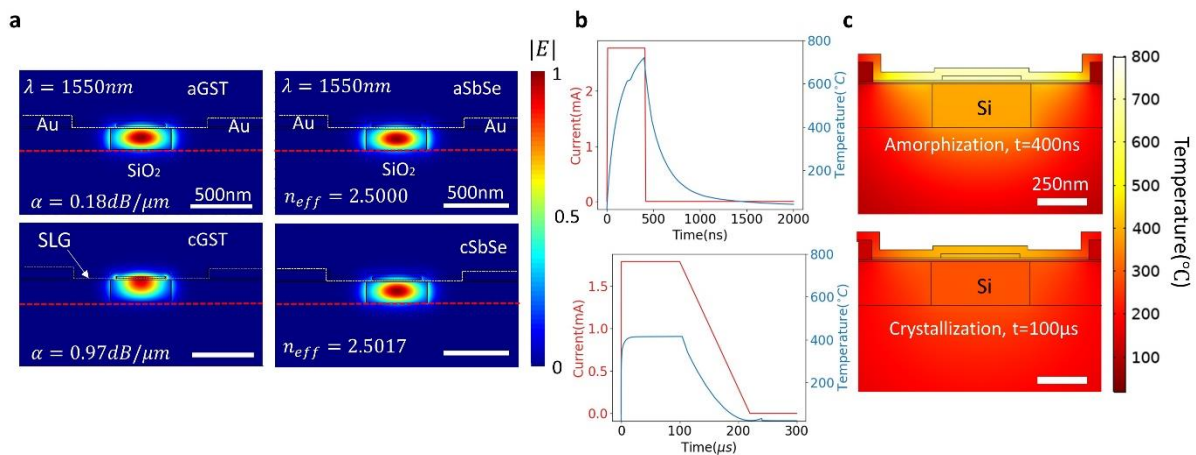 a
|E|
λ = 1550nm
aGST
Au
Au
SiO₂
α = 0.18dB/μm
500nm
λ = 1550nm
aSbSe
Au
Au
SiO₂
n_eff = 2.5000
500nm
1
0.5
0
SLG
cGST
α = 0.97dB/μm
cSbSe
n_eff = 2.5017
b
Current(mA)
2
1
0
800
600
400
200
Temperature(°C)
0
500
1000
1500
2000
Time(ns)
Current(mA)
1.5
1.0
0.5
0.0
800
600
400
200
Temperature(°C)
0
100
200
300
Time(μs)
c
Si
Amorphization, t=400ns
250nm
Si
Crystallization, t=100μs
800
700
600
500
400
300
200
100
Temperature(°C)